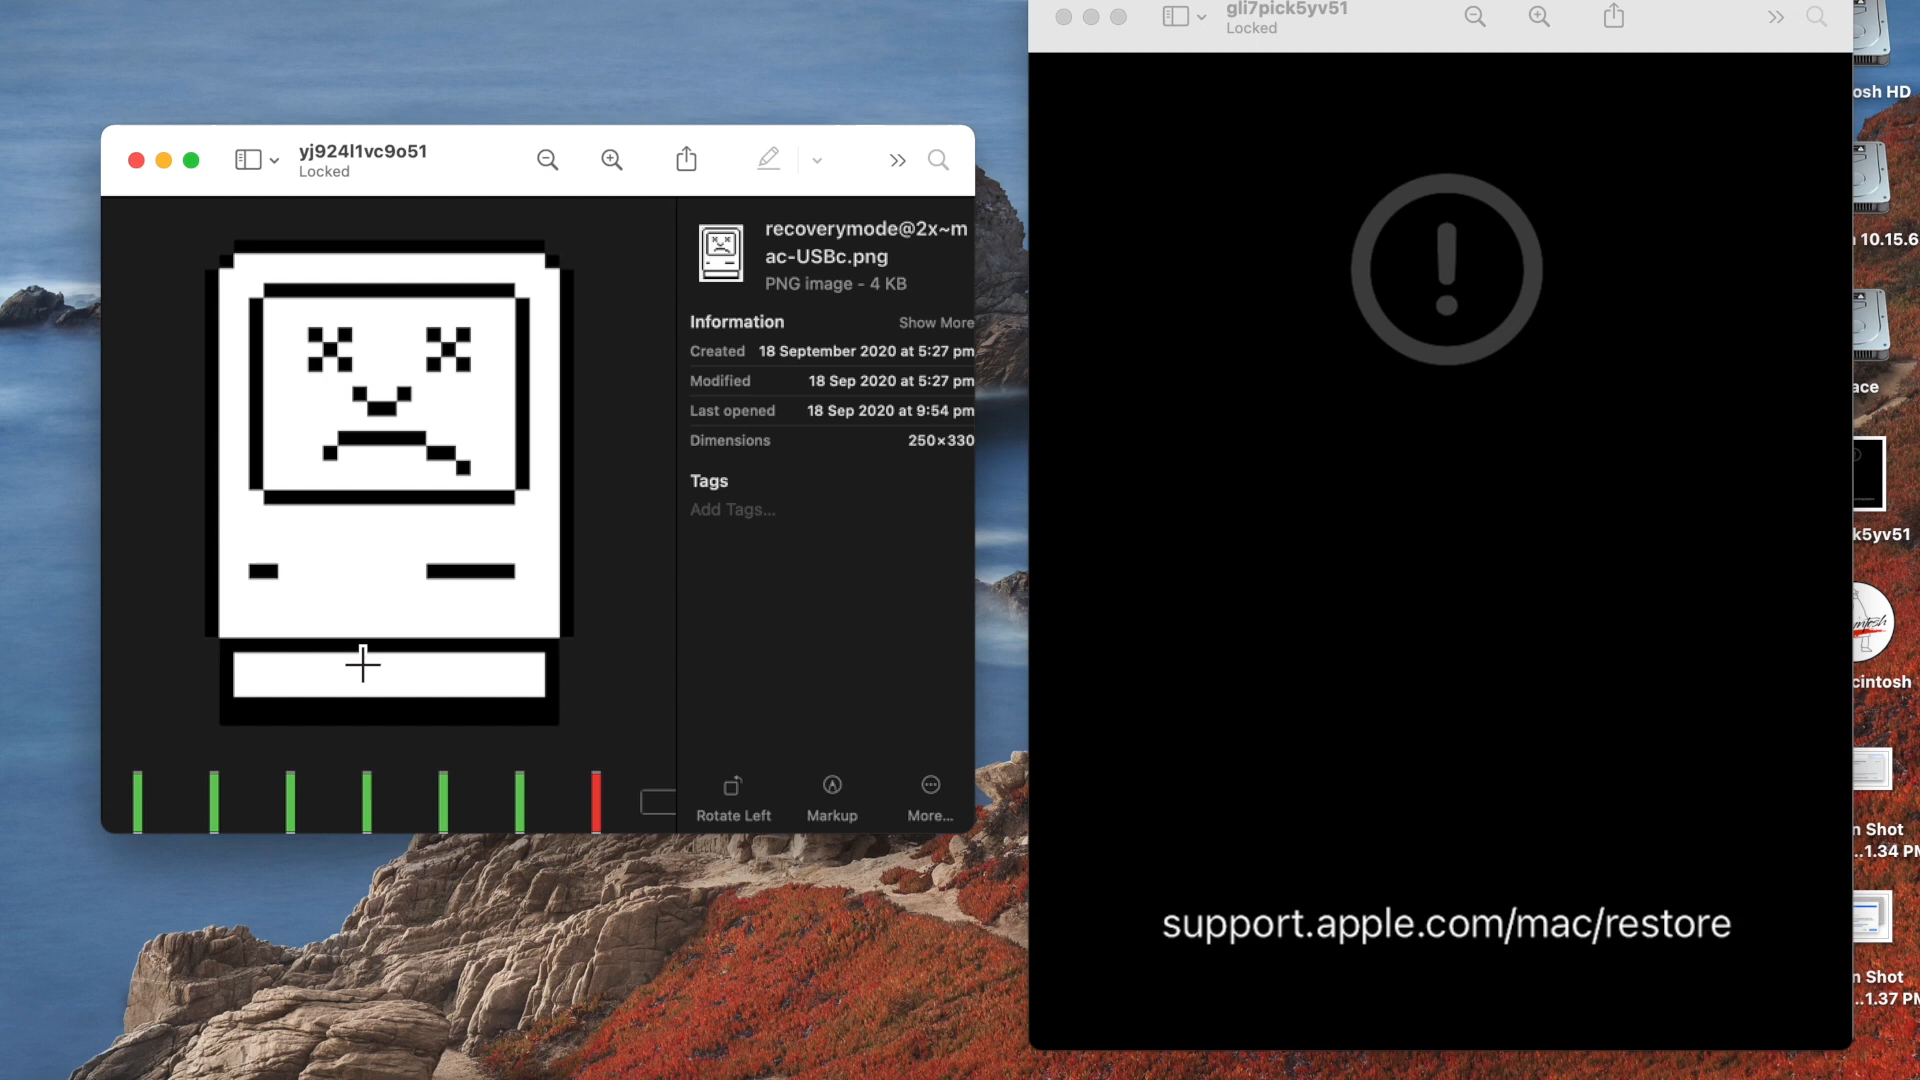 yj924l1vc9o51
Locked
recoverymode@2x~m
ac-USBc.png
PNG image - 4 KB
Information
Show More
Created 18 September 2020 at 5:27 pm
Modified 18 Sep 2020 at 5:27 pm
Last opened 18 Sep 2020 at 9:54 pm
Dimensions 250×330
Tags
Add Tags...
Rotate Left
Markup
More...
gli7pick5yv51
Locked
support.apple.com/mac/restore
osh HD
10.15.6
ace
k5yv51
cintosh
n Shot
...1.34 PM
n Shot
...1.37 PM